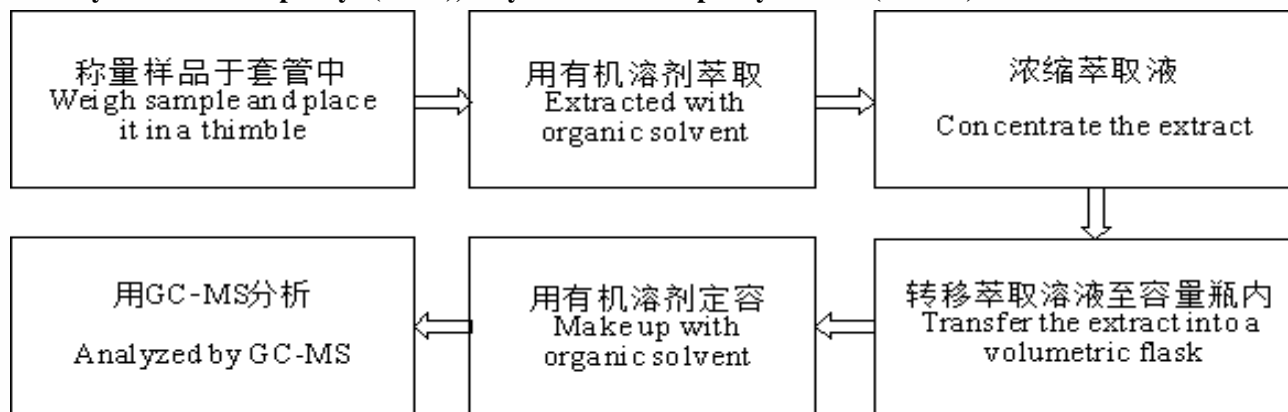 称量样品于套管中
Weigh sample and place
it in a thimble
用有机溶剂萃取
Extracted with
organic solvent
浓缩萃取液
Concentrate the extract
转移萃取溶液至容量瓶内
Transfer the extract into a
volumetric flask
用有机溶剂定容
Make up with
organic solvent
用GC-MS分析
Analyzed by GC-MS